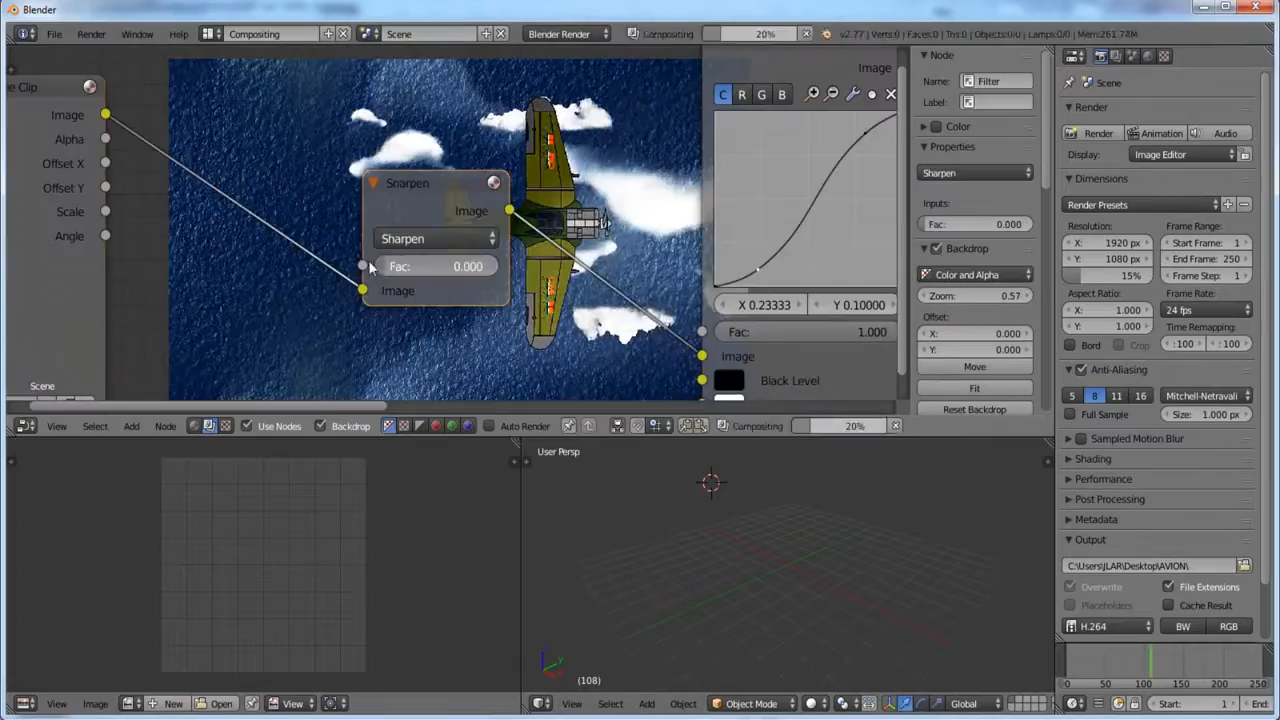 Blender
File Render Window Help Compositing Scene Blender Render Compositing 20% v2.77 | Verts:0 | Faces:0 | Tris:0 | Objects:0/0 | Lamps:0/0 | Mem:261.78M
e Clip
Image
Alpha
Offset X
Offset Y
Scale
Angle
Scene
Sharpen
Image
Sharpen
Fac: 0.000
Image
Image
C R G B
X 0.23333 Y 0.10000
Fac: 1.000
Image
Black Level
Node
Name: Filter
Label:
Color
Properties
Sharpen
Inputs:
Fac: 0.000
Backdrop
Color and Alpha
Zoom: 0.57
Offset:
X: 0.000
Y: 0.000
Move
Fit
Reset Backdrop
Scene
Render
Render Animation Audio
Display: Image Editor
Dimensions
Render Presets
Resolution: Frame Range:
X: 1920 px Start Frame: 1
Y: 1080 px End Frame: 250
15% Frame Step: 1
Aspect Ratio: Frame Rate:
X: 1.000 24 fps
Y: 1.000 Time Remapping:
Bord Crop :100 :100
Anti-Aliasing
5 8 11 16 Mitchell-Netravali
Full Sample Size: 1.000 px
Sampled Motion Blur
Shading
Performance
Post Processing
Metadata
Output
C:\Users\JLAR\Desktop\AVION\
Overwrite File Extensions
Placeholders Cache Result
H.264 BW RGB
View Select Add Node Use Nodes Backdrop Auto Render Compositing 20%
User Persp
(108)
0 50 100 150 200 250
View Image New Open View
View Select Add Object Object Mode Global
Start: 1 End: